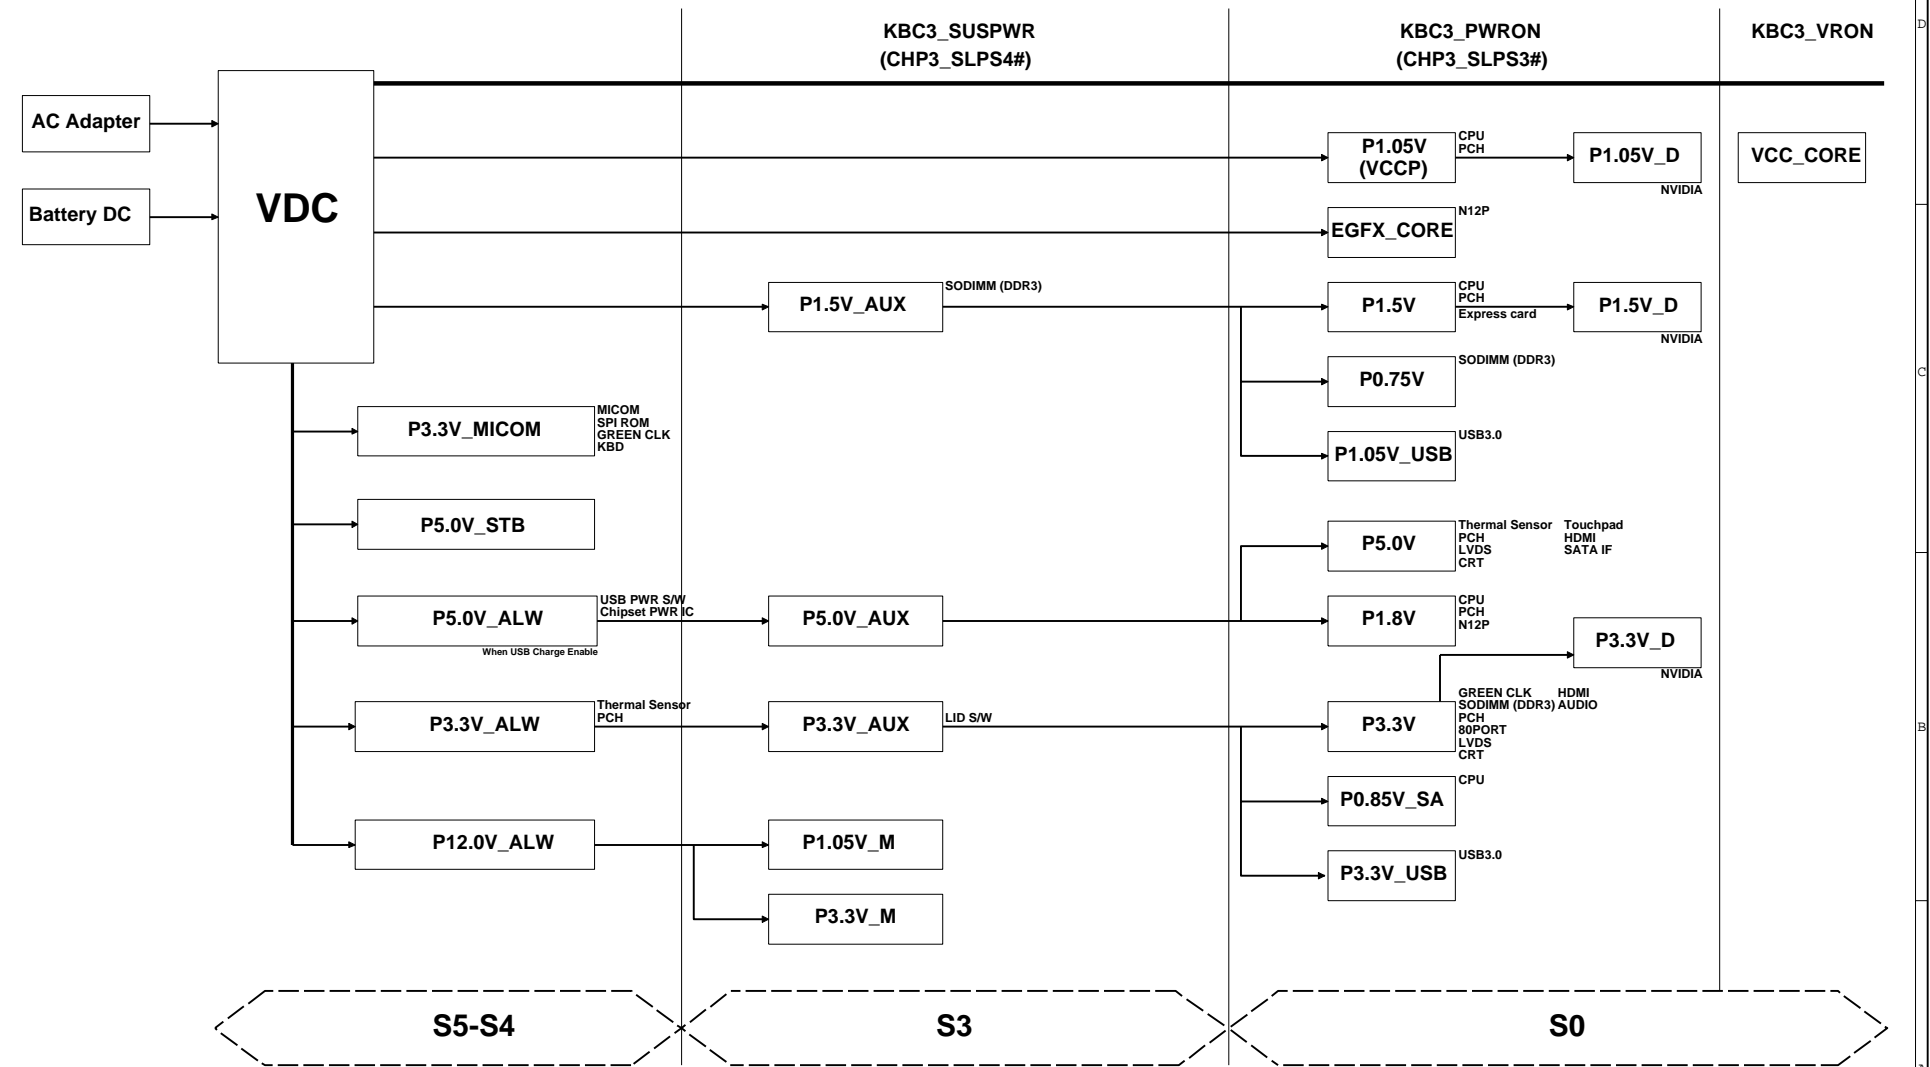 KBC3_SUSPWR
(CHP3_SLPS4#)
KBC3_PWRON
(CHP3_SLPS3#)
KBC3_VRON
D
AC Adapter
Battery DC
VDC
P1.05V
(VCCP)
CPU
PCH
P1.05V_D
NVIDIA
VCC_CORE
EGFX_CORE
N12P
P1.5V_AUX
SODIMM (DDR3)
P1.5V
CPU
PCH
Express card
P1.5V_D
NVIDIA
P0.75V
SODIMM (DDR3)
C
P3.3V_MICOM
MICOM
SPI ROM
GREEN CLK
KBD
P1.05V_USB
USB3.0
P5.0V_STB
P5.0V
Thermal Sensor Touchpad
PCH HDMI
LVDS SATA IF
CRT
P5.0V_ALW
USB PWR S/W
Chipset PWR IC
When USB Charge Enable
P5.0V_AUX
P1.8V
CPU
PCH
N12P
P3.3V_D
NVIDIA
P3.3V_ALW
Thermal Sensor
PCH
P3.3V_AUX
LID S/W
P3.3V
GREEN CLK HDMI
SODIMM (DDR3) AUDIO
PCH
80PORT
LVDS
CRT
B
P0.85V_SA
CPU
P12.0V_ALW
P1.05V_M
P3.3V_USB
USB3.0
P3.3V_M
S5-S4
S3
S0